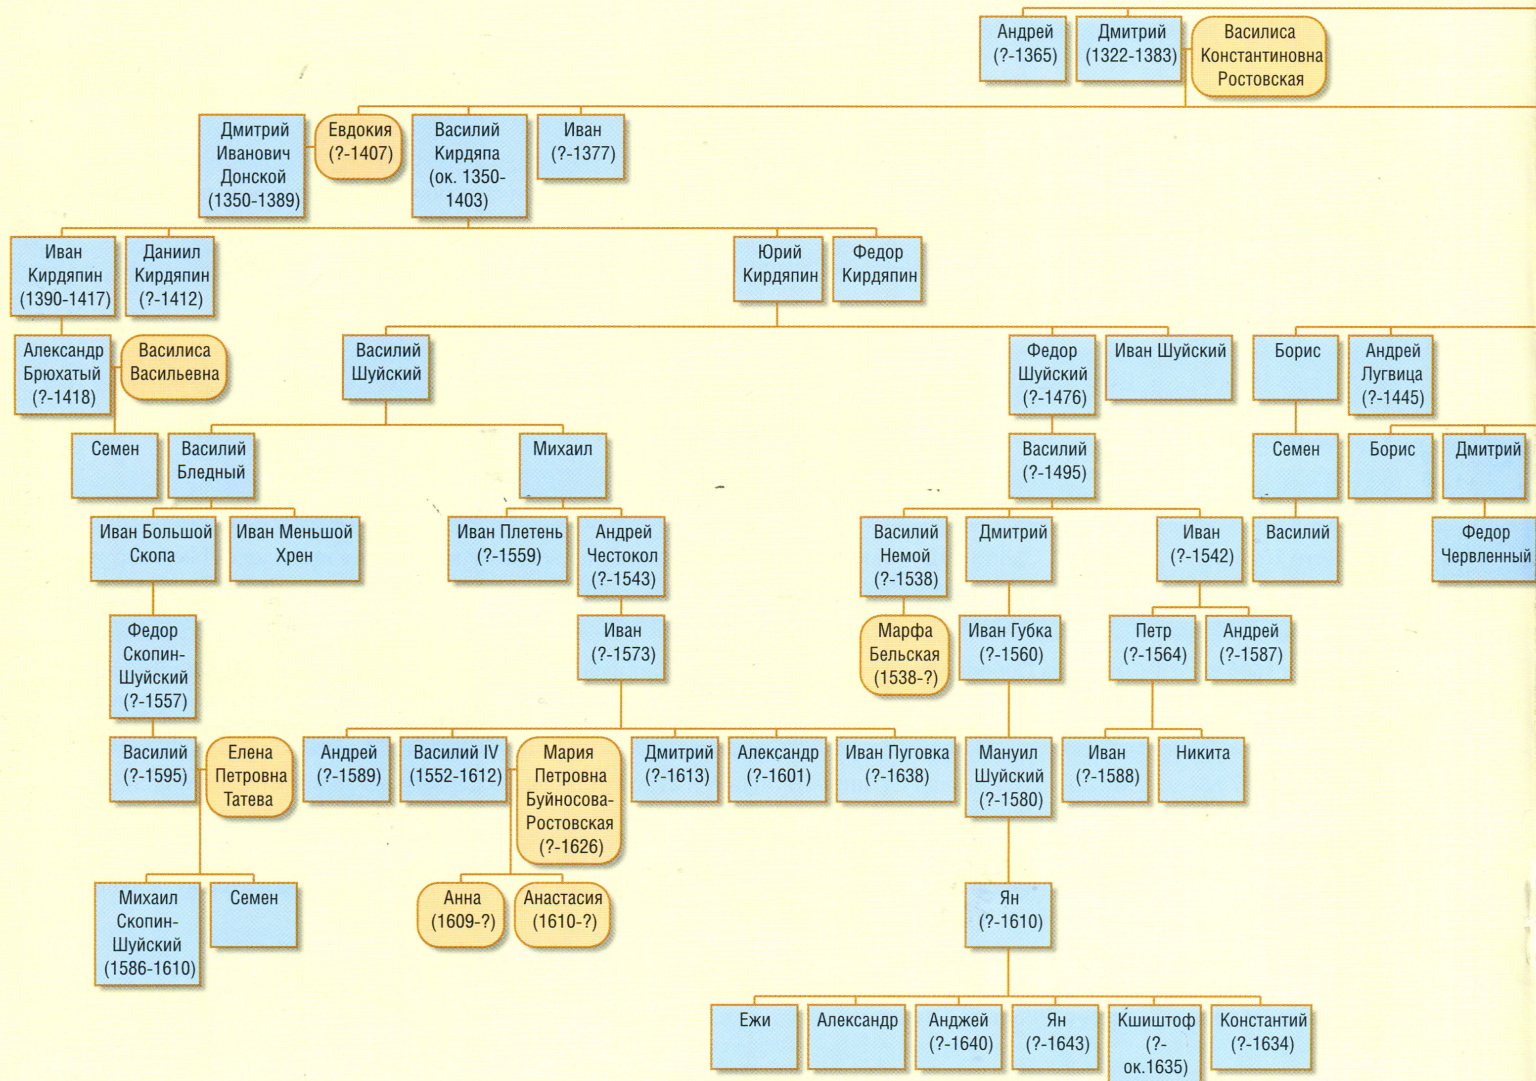 Андрей
(?-1365)
Дмитрий
(1322-1383)
Василиса
Константиновна
Ростовская
Дмитрий
Иванович
Донской
(1350-1389)
Евдокия
(?-1407)
Василий
Кирдяпа
(ок. 1350-
1403)
Иван
(?-1377)
Иван
Кирдяпин
(1390-1417)
Даниил
Кирдяпин
(?-1412)
Юрий
Кирдяпин
Федор
Кирдяпин
Александр
Брюхатый
(?-1418)
Василиса
Васильевна
Василий
Шуйский
Федор
Шуйский
(?-1476)
Иван Шуйский
Борис
Андрей
Лугвица
(?-1445)
Семен
Василий
Бледный
Михаил
Василий
(?-1495)
Семен
Борис
Дмитрий
Иван Большой
Скопа
Иван Меньшой
Хрен
Иван Плетень
(?-1559)
Андрей
Честокол
(?-1543)
Василий
Немой
(?-1538)
Дмитрий
Иван
(?-1542)
Василий
Федор
Червленный
Федор
Скопин-
Шуйский
(?-1557)
Иван
(?-1573)
Марфа
Бельская
(1538-?)
Иван Губка
(?-1560)
Петр
(?-1564)
Андрей
(?-1587)
Василий
(?-1595)
Елена
Петровна
Татева
Андрей
(?-1589)
Василий IV
(1552-1612)
Мария
Петровна
Буйносова-
Ростовская
(?-1626)
Дмитрий
(?-1613)
Александр
(?-1601)
Иван Пуговка
(?-1638)
Мануил
Шуйский
(?-1580)
Иван
(?-1588)
Никита
Михаил
Скопин-
Шуйский
(1586-1610)
Семен
Анна
(1609-?)
Анастасия
(1610-?)
Ян
(?-1610)
Ежи
Александр
Анджей
(?-1640)
Ян
(?-1643)
Кшиштоф
(?-
ок.1635)
Константий
(?-1634)